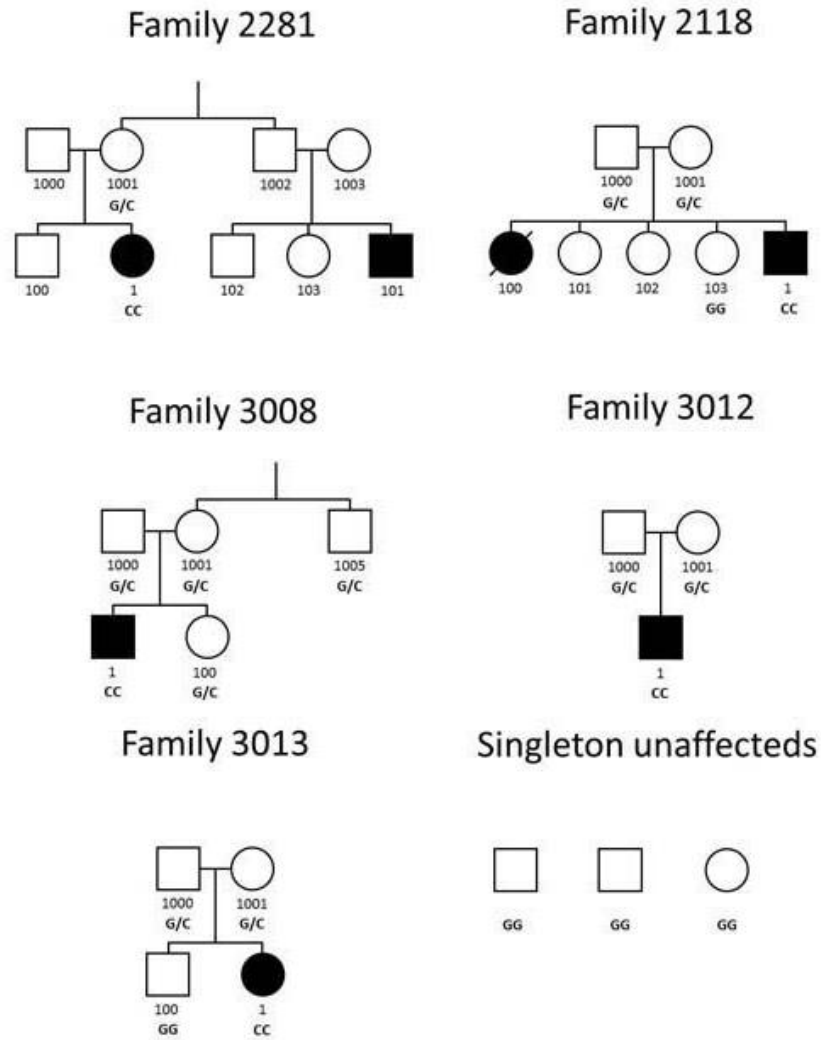 Family 2281
Family 2118
1000 1001 1002 1003
G/C
100 1 102 103 101
CC
1000 1001
G/C G/C
100 101 102 103 1
GG CC
Family 3008
Family 3012
1000 1001 1005
G/C G/C G/C
1 100
CC G/C
1000 1001
G/C G/C
1
CC
Family 3013
Singleton unaffecteds
1000 1001
G/C G/C
100 1
GG CC
GG GG GG